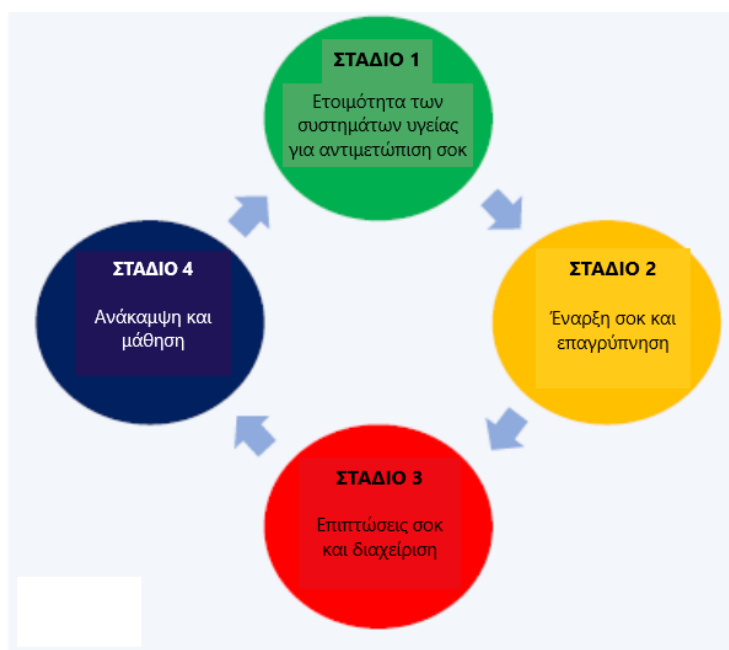 ΣΤΑΔΙΟ 1
Ετοιμότητα των
συστημάτων υγείας
για αντιμετώπιση σοκ
ΣΤΑΔΙΟ 2
Έναρξη σοκ και
επαγρύπνηση
ΣΤΑΔΙΟ 3
Επιπτώσεις σοκ
και διαχείριση
ΣΤΑΔΙΟ 4
Ανάκαμψη και
μάθηση